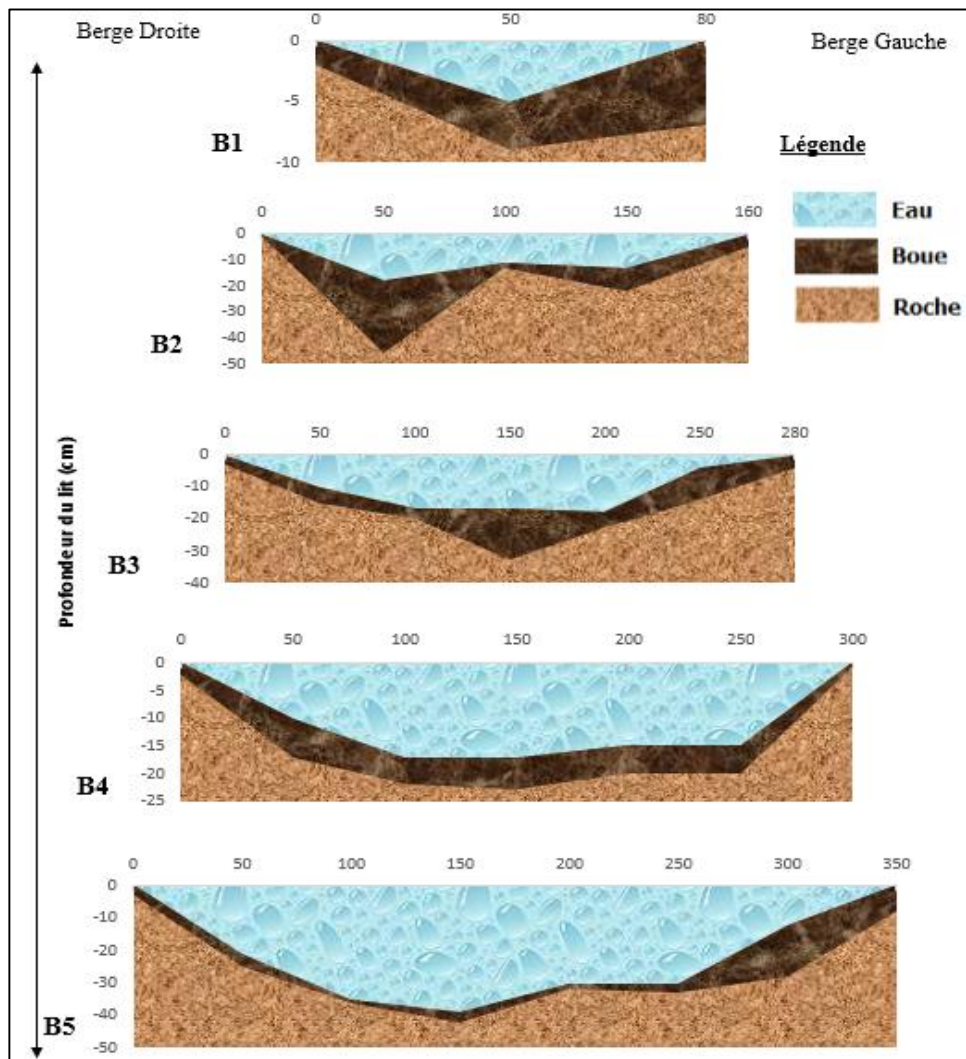 Berge Droite
Berge Gauche
0 50 80
0
-5
-10
B1
Légende
Eau
Boue
Roche
0 50 100 150 160
0
-10
-20
-30
-40
-50
B2
Profondeur du lit (cm)
0 50 100 150 200 250 280
0
-10
-20
-30
-40
B3
0 50 100 150 200 250 300
0
-5
-10
-15
-20
-25
B4
0 50 100 150 200 250 300 350
0
-10
-20
-30
-40
-50
B5